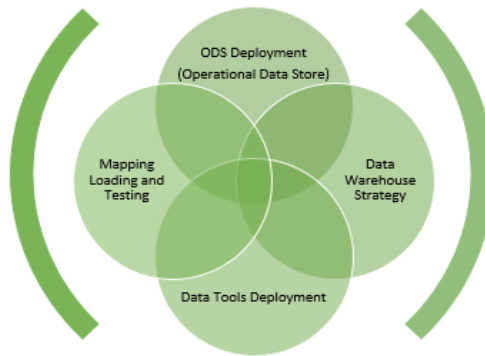 ODS Deployment
(Operational Data Store)
Mapping
Loading and
Testing
Data
Warehouse
Strategy
Data Tools Deployment